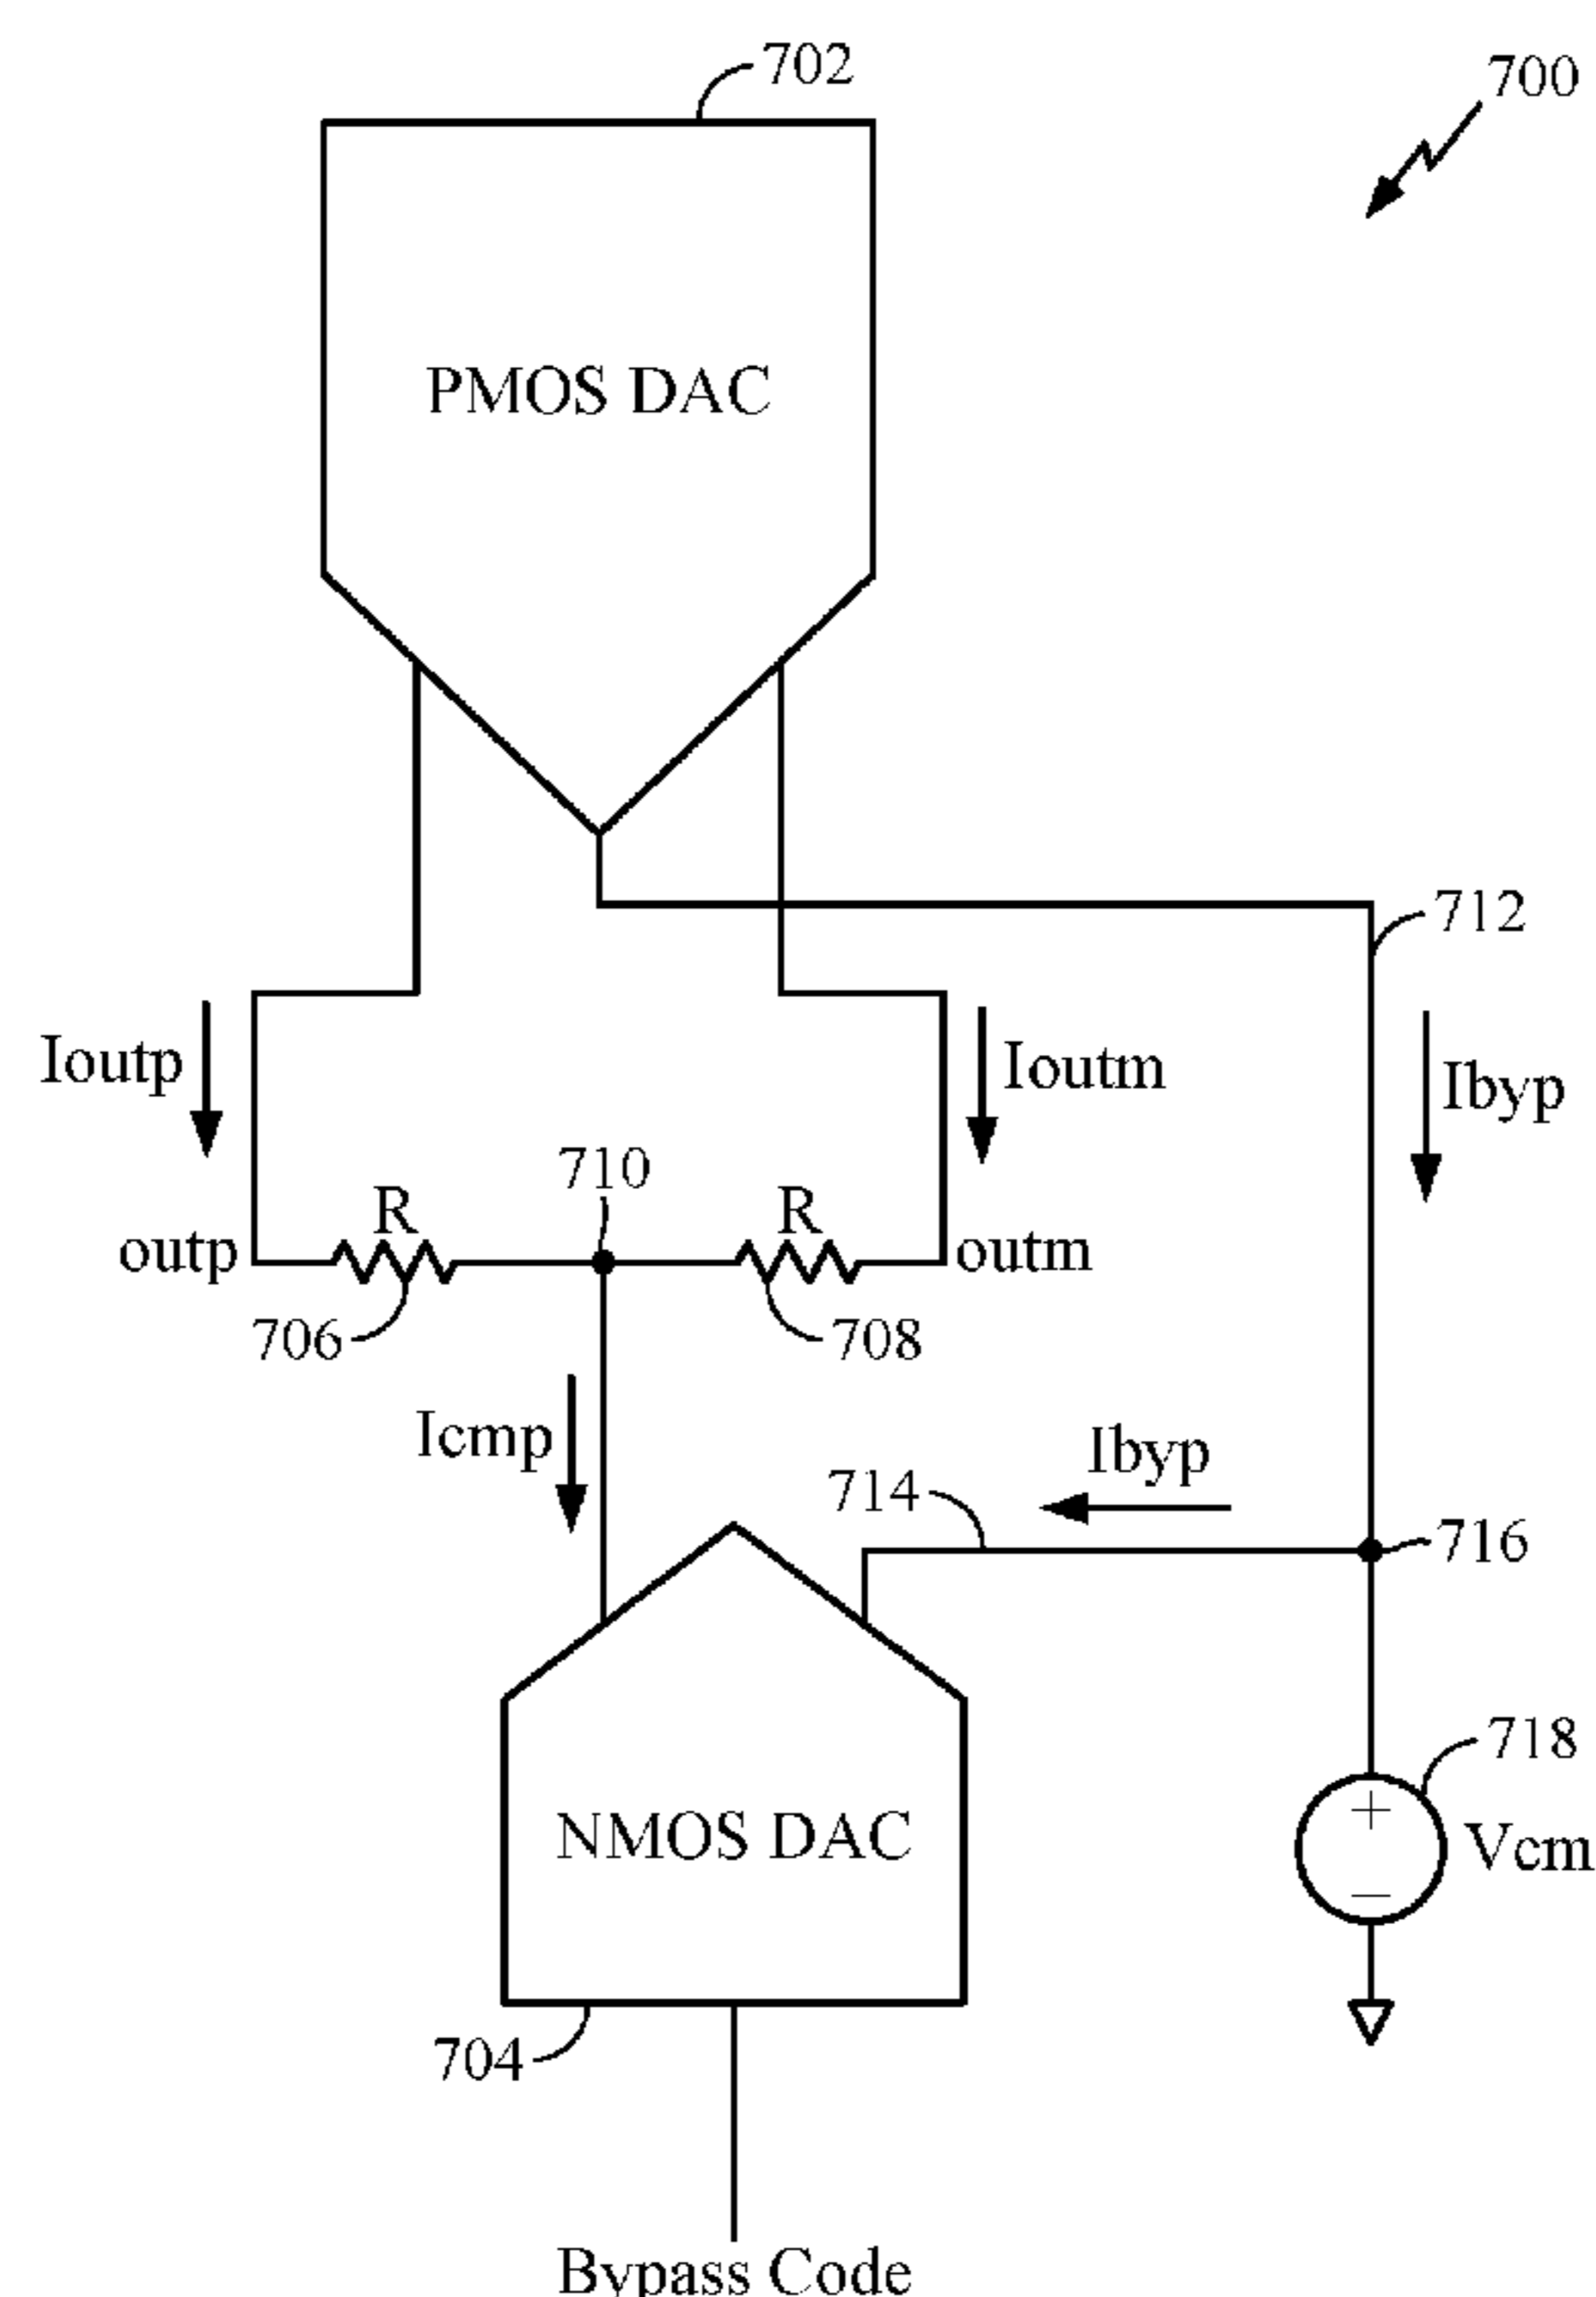 702
700
PMOS DAC
712
Ioutp
Ioutm
Ibyp
710
R
R
outp
outm
706
708
Icmp
Ibyp
714
716
718
+
Vcm
−
NMOS DAC
704
Bypass Code